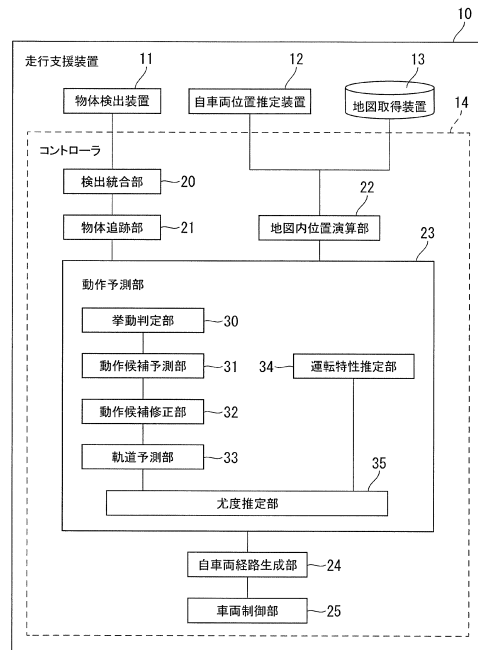 10
走行支援装置
11
12
13
物体検出装置
自車両位置推定装置
地図取得装置
14
コントローラ
検出統合部
20
22
物体追跡部
21
地図内位置演算部
23
動作予測部
挙動判定部
30
動作候補予測部
31
34
運転特性推定部
動作候補修正部
32
軌道予測部
33
35
尤度推定部
自車両経路生成部
24
車両制御部
25